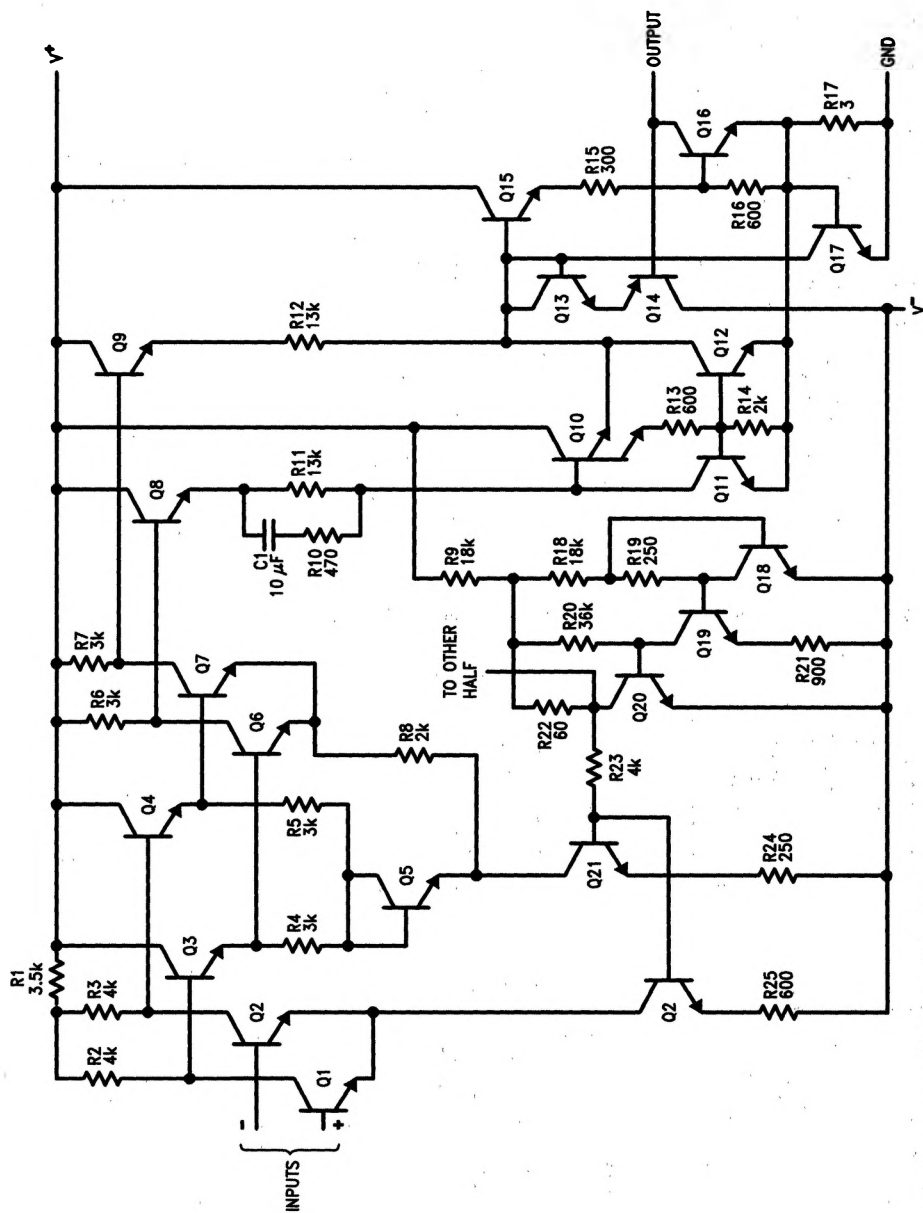 V+
R1
3.5k
R3
4k
R2
4k
R7
3k
R6
3k
Q9
Q8
Q4
Q7
Q6
Q3
Q2
Q1
-
+
INPUTS
R5
3k
R4
3k
Q5
R8
2k
C1
10 μF
R10
470
R11
13k
R12
13k
Q10
R13
600
R14
2k
Q11
Q12
Q13
Q14
Q15
R15
300
Q16
R16
600
Q17
R17
3
OUTPUT
GND
V-
R9
18k
R18
18k
R19
250
R20
36k
TO OTHER
HALF
R22
60
R23
4k
Q18
Q19
Q20
R21
900
Q21
R24
250
Q2
R25
600